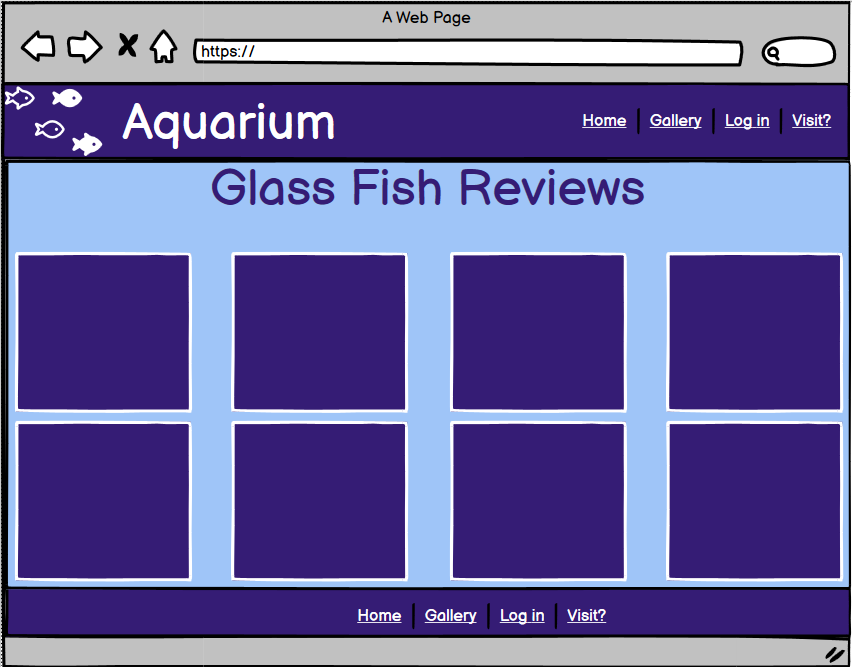 A Web Page
https://
Aquarium
Home Gallery Log in Visit?
Glass Fish Reviews
Home Gallery Log in Visit?